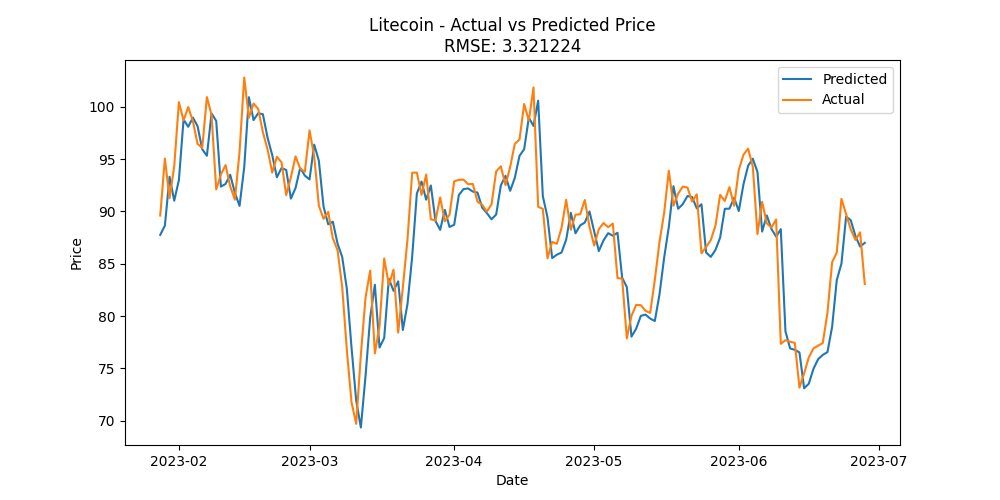 Litecoin - Actual vs Predicted Price
RMSE: 3.321224
Predicted
Actual
100
95
90
85
80
75
70
Price
2023-02
2023-03
2023-04
2023-05
2023-06
2023-07
Date